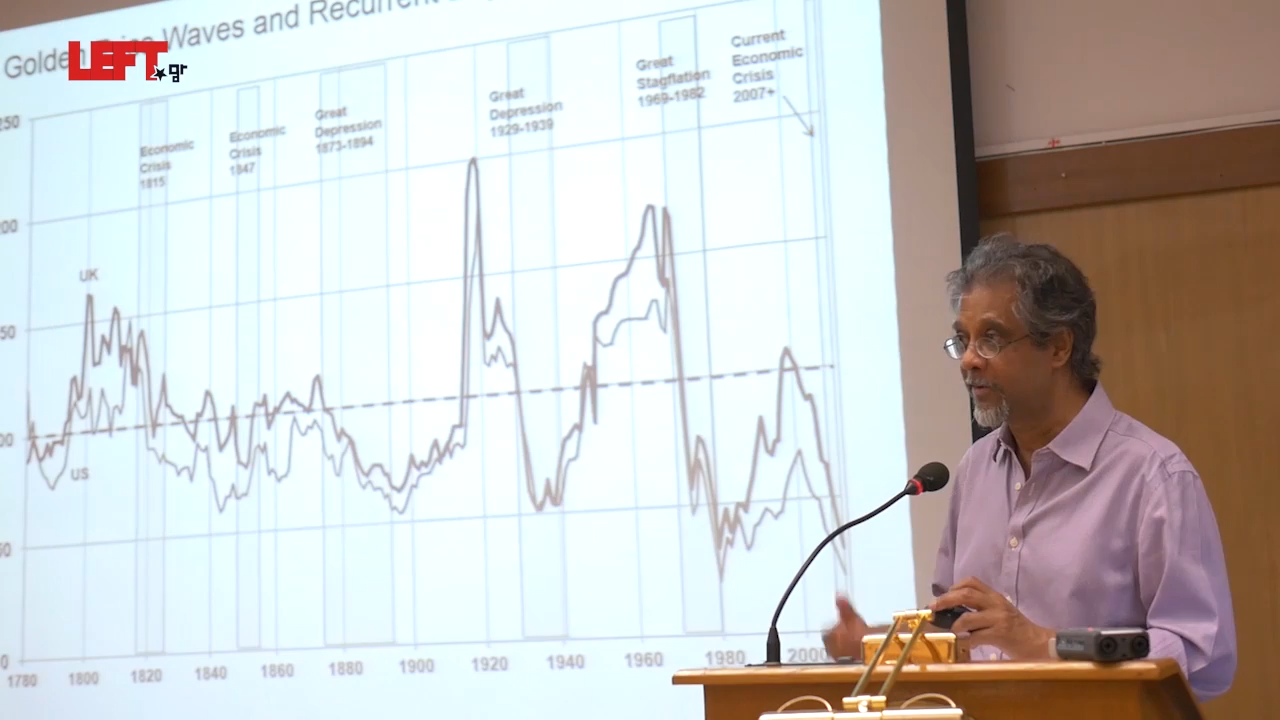 Golden
Waves and Recurrent
LEFT.gr
Economic
Crisis
1815
Economic
Crisis
1847
Great
Depression
1873-1894
Great
Depression
1929-1939
Great
Stagflation
1969-1982
Current
Economic
Crisis
2007+
250
200
150
100
50
0
UK
US
1780
1800
1820
1840
1860
1880
1900
1920
1940
1960
1980
2000